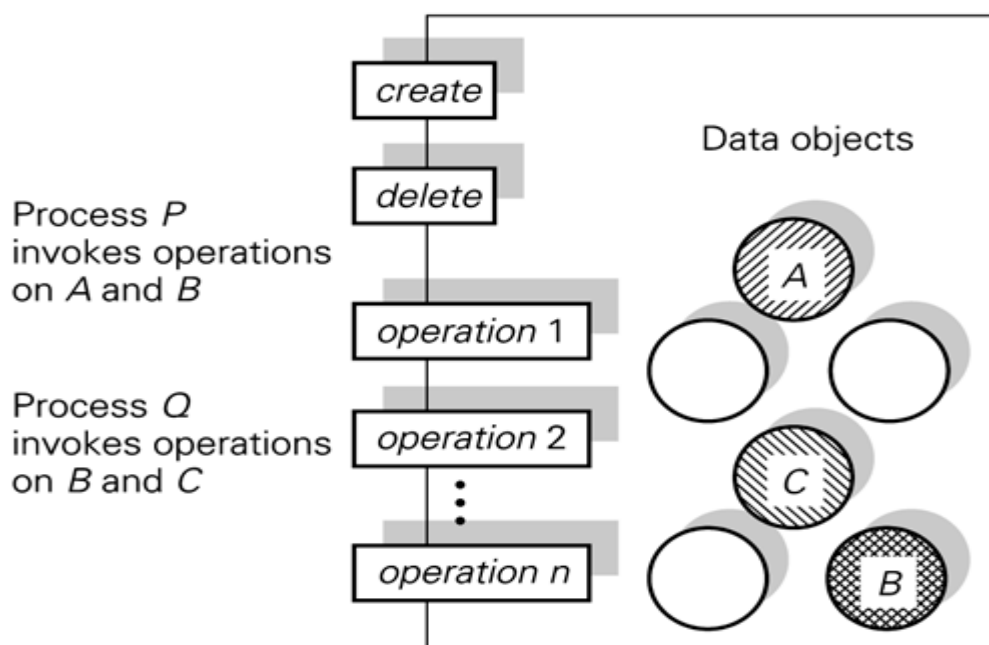 create
Data objects
delete
Process P
invokes operations
on A and B
A
operation 1
Process Q
invokes operations
on B and C
operation 2
C
operation n
B